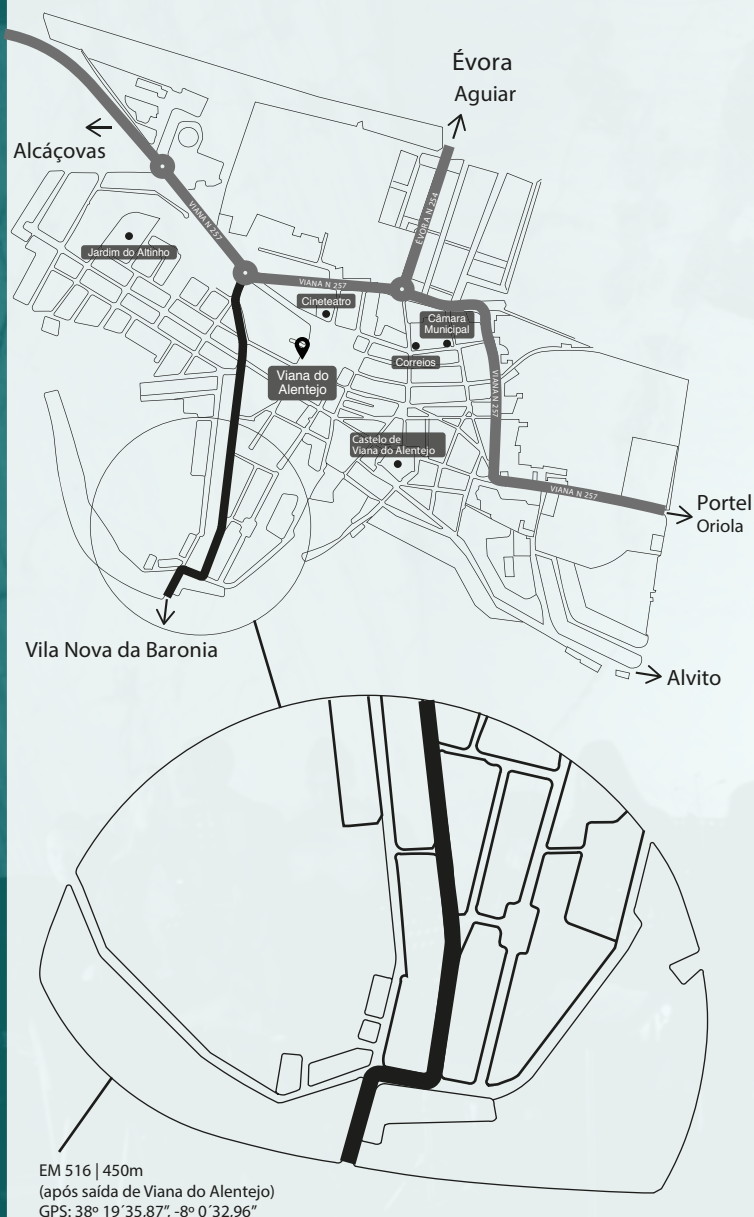 Évora
Aguiar
Alcáçovas
VIANA N 257
ÉVORA N 254
Jardim do Altinho
VIANA N 257
Cineteatro
Câmara
Municipal
Correios
Viana do
Alentejo
VIANA N 257
Castelo de
Viana do Alentejo
VIANA N 257
Portel
Oriola
Vila Nova da Baronia
Alvito
EM 516 | 450m
(após saída de Viana do Alentejo)
GPS: 38º 19´35.87”, -8º 0´32.96”